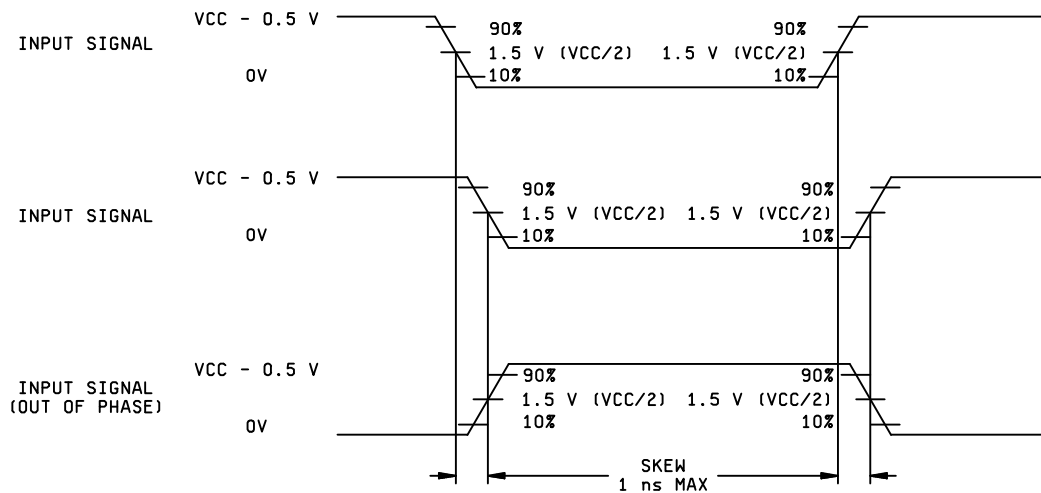 VCC - 0.5 V
90% 90%
INPUT SIGNAL 1.5 V (VCC/2) 1.5 V (VCC/2)
0V 10% 10%
VCC - 0.5 V
90% 90%
INPUT SIGNAL 1.5 V (VCC/2) 1.5 V (VCC/2)
0V 10% 10%
VCC - 0.5 V
90% 90%
INPUT SIGNAL
(OUT OF PHASE)
1.5 V (VCC/2) 1.5 V (VCC/2)
0V 10% 10%
SKEW
1 ns MAX